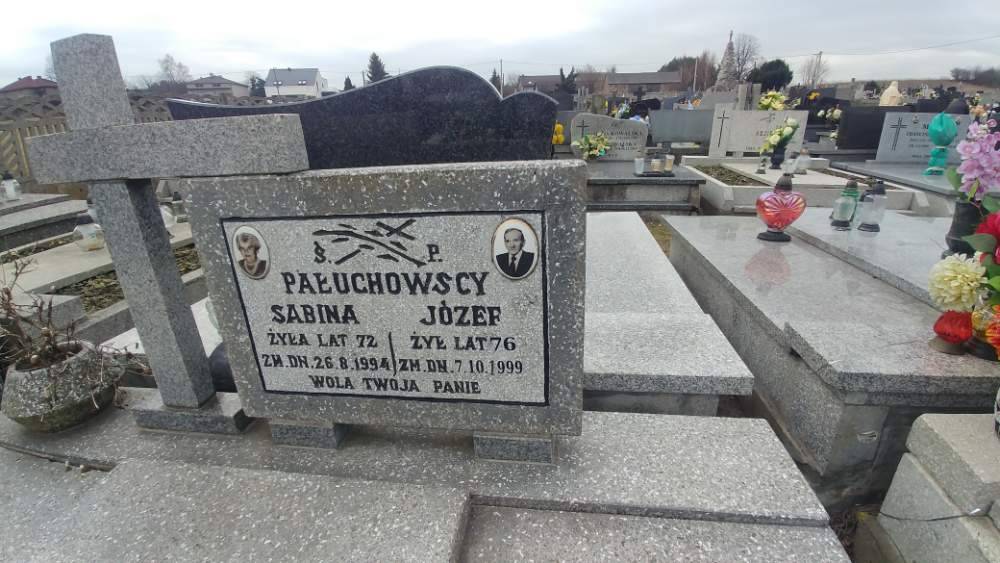 Ś. P.
PAŁUCHOWSCY
SABINA JÓZEF
ŻYŁA LAT 72 ŻYŁ LAT 76
ZM. DN. 26.8.1994 ZM. DN. 7.10.1999
WOLA TWOJA PANIE